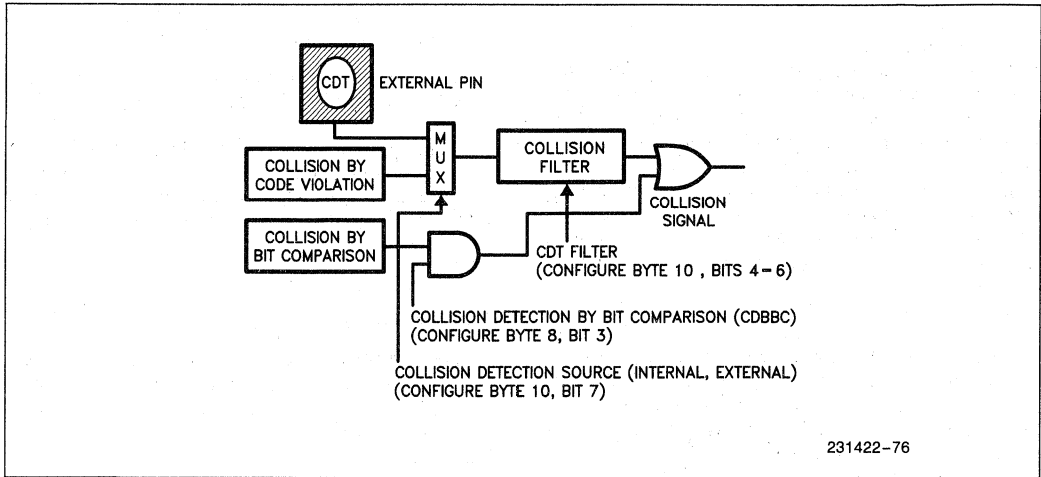 CDT EXTERNAL PIN
COLLISION BY
CODE VIOLATION
MUX
COLLISION
FILTER
COLLISION
SIGNAL
COLLISION BY
BIT COMPARISON
CDT FILTER
(CONFIGURE BYTE 10 , BITS 4-6)
COLLISION DETECTION BY BIT COMPARISON (CDBBC)
(CONFIGURE BYTE 8, BIT 3)
COLLISION DETECTION SOURCE (INTERNAL, EXTERNAL)
(CONFIGURE BYTE 10, BIT 7)
231422-76